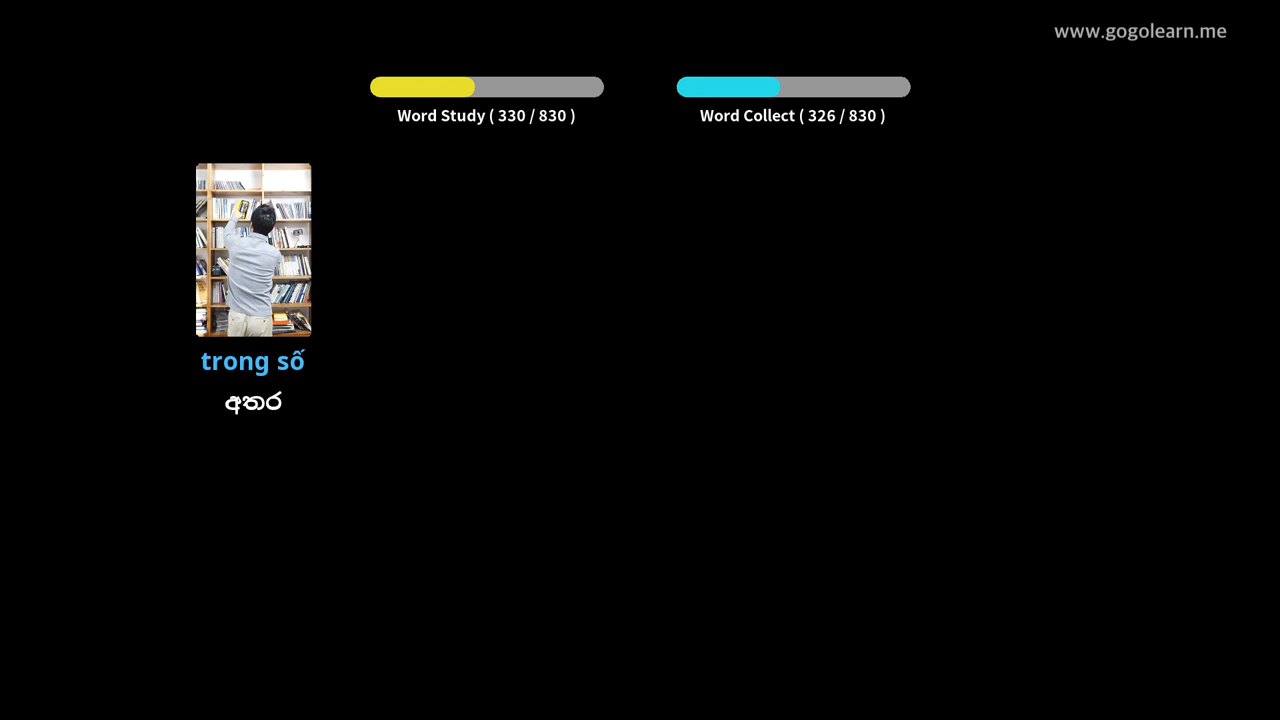 www.gogolearn.me
Word Study ( 330 / 830 )
Word Collect ( 326 / 830 )
trong số
අතර